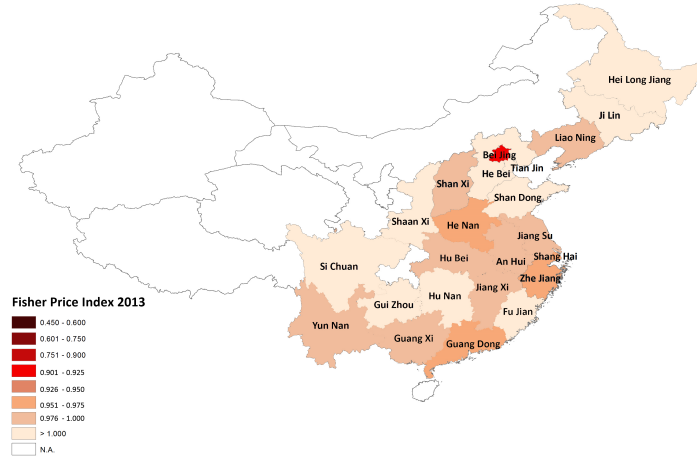 Hei Long Jiang
Ji Lin
Liao Ning
Bei Jing
Tian Jin
He Bei
Shan Xi
Shan Dong
Shaan Xi
He Nan
Jiang Su
Shang Hai
Si Chuan
Hu Bei
An Hui
Zhe Jiang
Jiang Xi
Hu Nan
Gui Zhou
Fu Jian
Yun Nan
Guang Xi
Guang Dong
Fisher Price Index 2013
0.450 - 0.600
0.601 - 0.750
0.751 - 0.900
0.901 - 0.925
0.926 - 0.950
0.951 - 0.975
0.976 - 1.000
> 1.000
N.A.